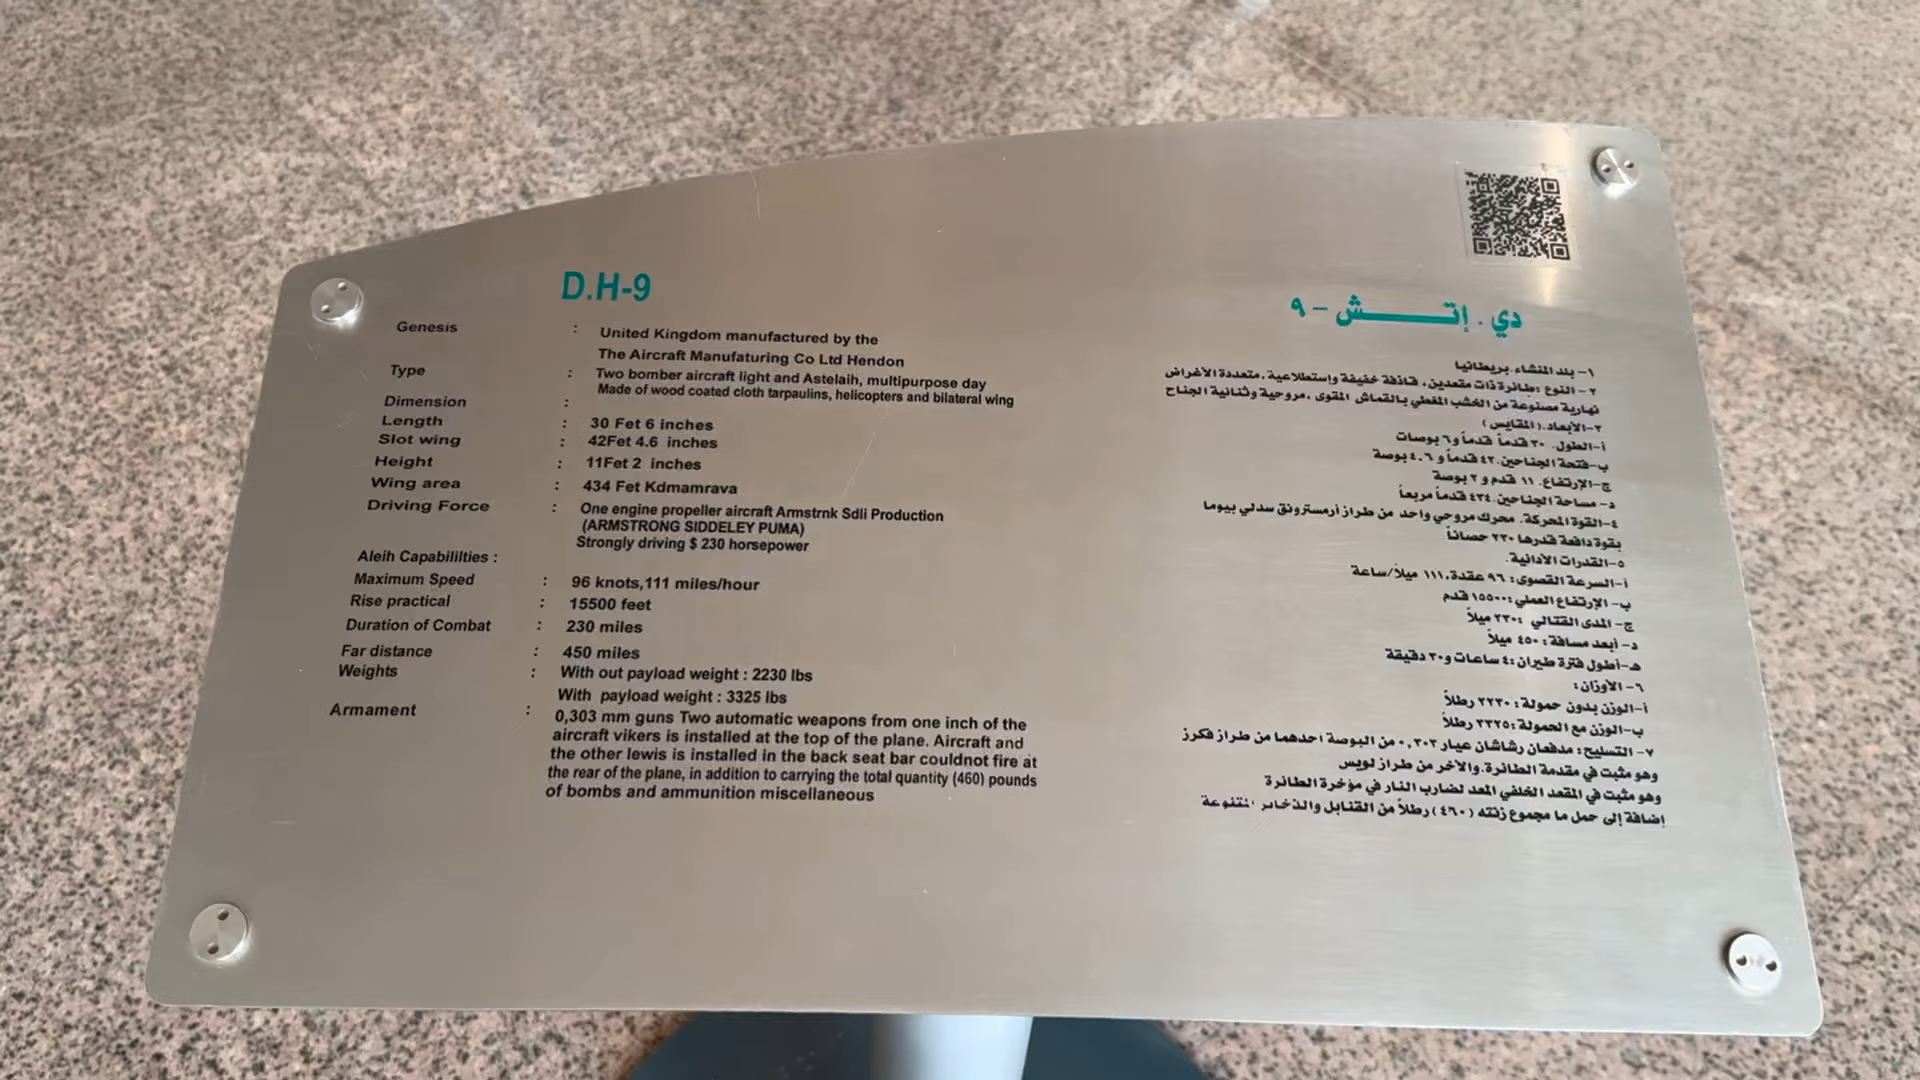 D.H-9
Genesis : United Kingdom manufactured by the
The Aircraft Manufaturing Co Ltd Hendon
Type : Two bomber aircraft light and Astelaih, multipurpose day
Made of wood coated cloth tarpaulins, helicopters and bilateral wing
Dimension :
Length : 30 Fet 6 inches
Slot wing : 42Fet 4.6 inches
Height : 11Fet 2 inches
Wing area : 434 Fet Kdmamrava
Driving Force : One engine propeller aircraft Armstrnk Sdli Production
(ARMSTRONG SIDDELEY PUMA)
Strongly driving $ 230 horsepower
Aleih Capabililties :
Maximum Speed : 96 knots,111 miles/hour
Rise practical : 15500 feet
Duration of Combat : 230 miles
Far distance : 450 miles
Weights : With out payload weight : 2230 lbs
With payload weight : 3325 lbs
Armament : 0,303 mm guns Two automatic weapons from one inch of the
aircraft vikers is installed at the top of the plane. Aircraft and
the other lewis is installed in the back seat bar couldnot fire at
the rear of the plane, in addition to carrying the total quantity (460) pounds
of bombs and ammunition miscellaneous
دي . إتـــــش - ٩
١- بلد المنشاء. بريطانيا
٢- النوع :طائرة ذات مقعدين، قاذفة خفيفة وإستطلاعية ،متعددة الأغراض
نهارية مصنوعة من الخشب المغطي بالقماش المقوى ،مروحية وثنائية الجناح
٣-الأبعاد.(المقايس)
أ-الطول. ٣٠ قدماً قدماً و٦ بوصات
ب-فتحة الجناحين.٤٢ قدماً و ٤.٦ بوصة
ج-الإرتفاع. ١١ قدم و ٢ بوصة
د- مساحة الجناحين.٤٣٤ قدماً مربعاً
٤-القوة المحركة. محرك مروحي واحد من طراز أرمسترونق سدلي بيوما
بقوة دافعة قدرها ٢٣٠ حصاناً
٥-القدرات الأدائية.
أ-السرعة القصوى: ٩٦ عقدة،١١١ ميلاً/ساعة
ب- الإرتفاع العملي :١٥٥٠٠ قدم
ج- المدى القتالي :٢٣٠ ميلاً
د- أبعد مسافة: ٤٥٠ ميلاً
هـ-أطول فترة طيران:٤ ساعات و٣٠ دقيقة
٦- الأوزان:
أ-الوزن بدون حمولة: ٢٢٣٠ رطلاً
ب-الوزن مع الحمولة:٣٣٢٥ رطلاً
٧- التسليح: مدفعان رشاشان عيار ٠,٣٠٣ من البوصة احدهما من طراز فكرز
وهو مثبت في مقدمة الطائرة.والآخر من طراز لويس
وهو مثبت في المقعد الخلفي المعد لضارب النار في مؤخرة الطائرة
إضافة إلى حمل ما مجموع زنته (٤٦٠) رطلاً من القنابل والذخائر المتنوعة